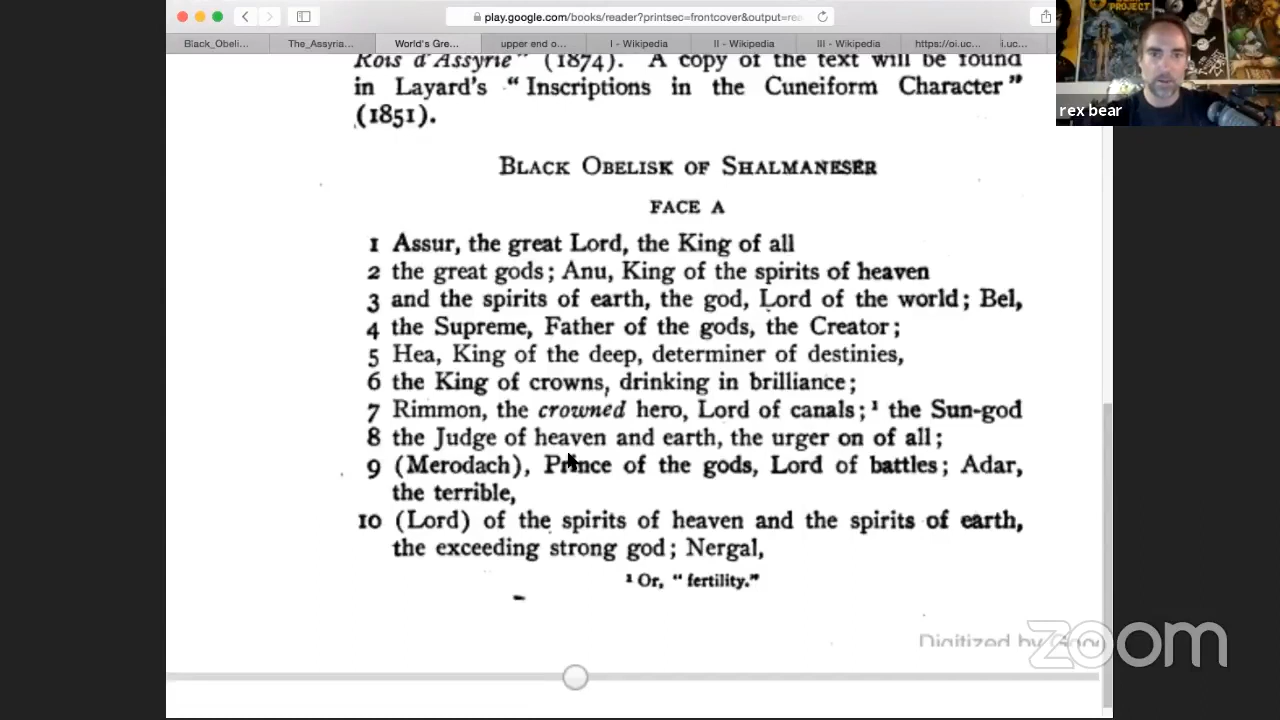 play.google.com/books/reader?printsec=frontcover&output=rea
Black_Obeli...
The_Assyria...
World's Gre...
upper end o...
I - Wikipedia
II - Wikipedia
III - Wikipedia
https://oi.uc...
i.uc...
PROJECT
rex bear
Rois d'Assyrie" (1874). A copy of the text will be found
in Layard's "Inscriptions in the Cuneiform Character"
(1851).
BLACK OBELISK OF SHALMANESER
FACE A
1 Assur, the great Lord, the King of all
2 the great gods; Anu, King of the spirits of heaven
3 and the spirits of earth, the god, Lord of the world; Bel,
4 the Supreme, Father of the gods, the Creator;
5 Hea, King of the deep, determiner of destinies,
6 the King of crowns, drinking in brilliance;
7 Rimmon, the crowned hero, Lord of canals;¹ the Sun-god
8 the Judge of heaven and earth, the urger on of all;
9 (Merodach), Prince of the gods, Lord of battles; Adar,
the terrible,
10 (Lord) of the spirits of heaven and the spirits of earth,
the exceeding strong god; Nergal,
¹ Or, "fertility."
Digitized by
zoom